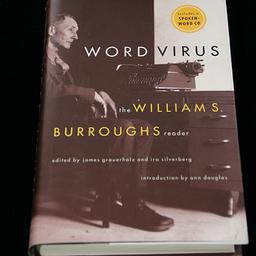 includes a
SPOKEN-
WORD CD
WORD VIRUS
the WILLIAM S.
BURROUGHS reader
edited by james grauerholz and ira silverberg
introduction by ann douglas